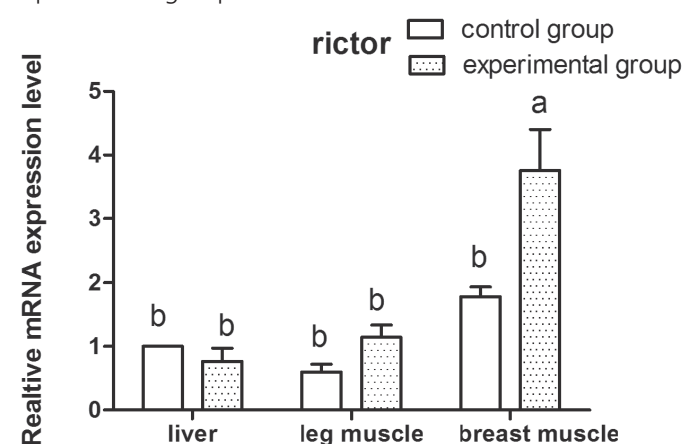 rictor
control group
experimental group
Realtive mRNA expression level
5
4
3
2
1
0
b
b
b
b
b
a
liver
leg muscle
breast muscle